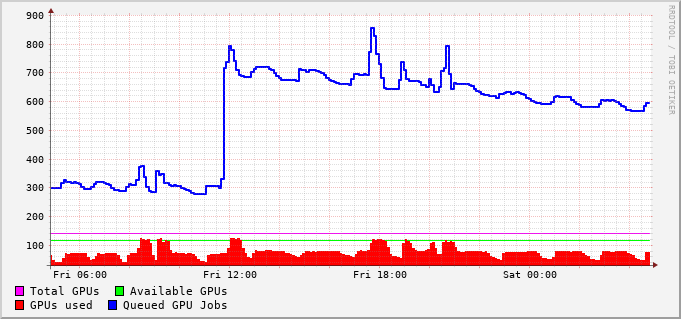 900
800
700
600
500
400
300
200
100
Fri 06:00 Fri 12:00 Fri 18:00 Sat 00:00
Total GPUs Available GPUs
GPUs used Queued GPU Jobs
RRDTOOL / TOBI OETIKER